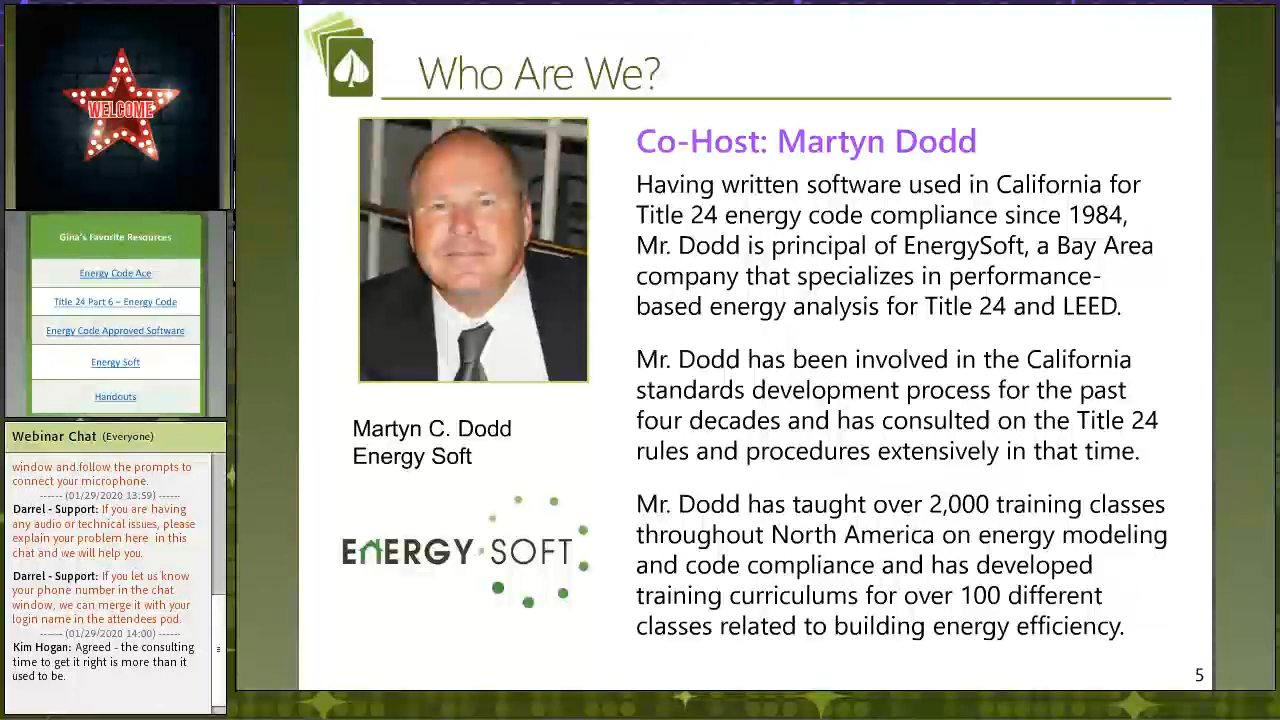 WELCOME
Gina's Favorite Resources
Energy Code Ace
Title 24 Part 6 – Energy Code
Energy Code Approved Software
Energy Soft
Handouts
Webinar Chat (Everyone)
window and follow the prompts to
connect your microphone.
------ (01/29/2020 13:59) ------
Darrel - Support: If you are having
any audio or technical issues, please
explain your problem here in this
chat and we will help you.
Darrel - Support: If you let us know
your phone number in the chat
window, we can merge it with your
login name in the attendees pod.
------ (01/29/2020 14:00) ------
Kim Hogan: Agreed - the consulting
time to get it right is more than it
used to be.
Who Are We?
Martyn C. Dodd
Energy Soft
ENERGY SOFT
Co-Host: Martyn Dodd
Having written software used in California for
Title 24 energy code compliance since 1984,
Mr. Dodd is principal of EnergySoft, a Bay Area
company that specializes in performance-
based energy analysis for Title 24 and LEED.
Mr. Dodd has been involved in the California
standards development process for the past
four decades and has consulted on the Title 24
rules and procedures extensively in that time.
Mr. Dodd has taught over 2,000 training classes
throughout North America on energy modeling
and code compliance and has developed
training curriculums for over 100 different
classes related to building energy efficiency.
5